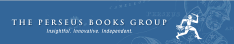 THE PERSEUS BOOKS GROUP
Insightful. Innovative. Independent.